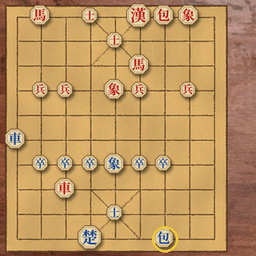 馬 士 漢 包 象
士
馬
兵 兵 象 兵 兵
車
卒 卒 卒 象 卒 卒
車
士
楚 包